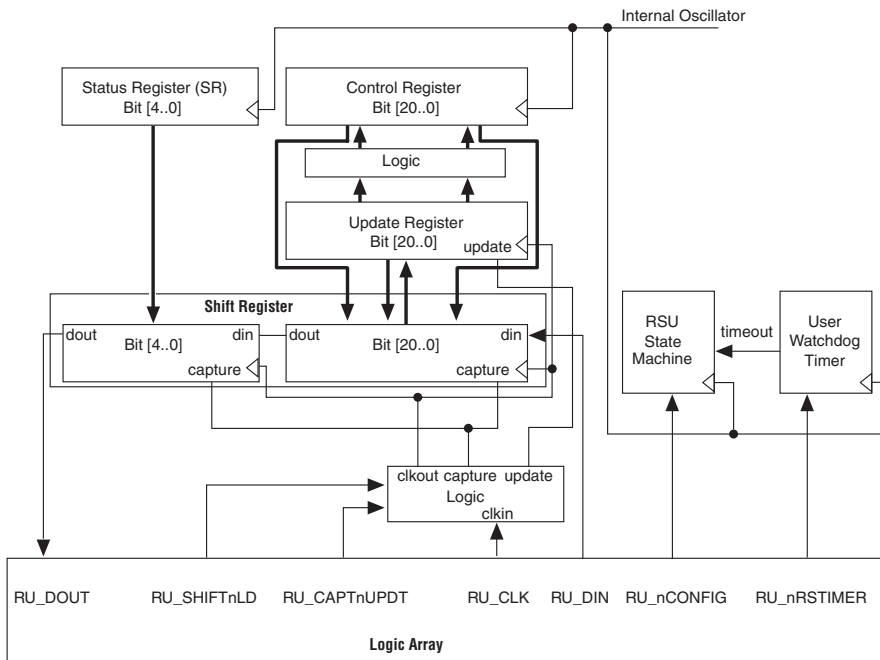 Internal Oscillator
Status Register (SR)
Bit [4..0]
Control Register
Bit [20..0]
Logic
Update Register
Bit [20..0]
update
Shift Register
dout
Bit [4..0]
din
capture
dout
Bit [20..0]
din
capture
RSU
State
Machine
timeout
User
Watchdog
Timer
clkout capture update
Logic
clkin
RU_DOUT
RU_SHIFTnLD
RU_CAPTnUPDT
RU_CLK
RU_DIN
RU_nCONFIG
RU_nRSTIMER
Logic Array